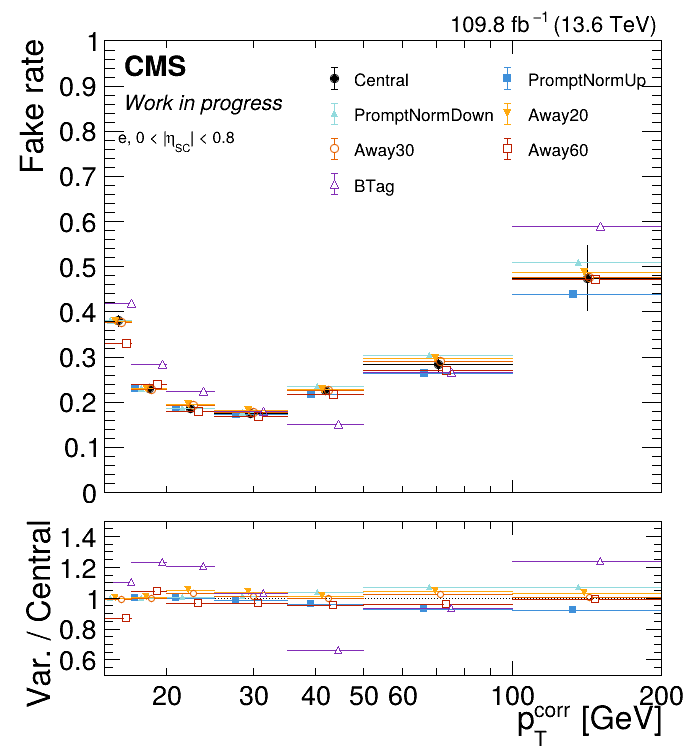 109.8 fb⁻¹ (13.6 TeV)
CMS
Work in progress
e, 0 < |η_SC| < 0.8
Central
PromptNormUp
PromptNormDown
Away20
Away30
Away60
BTag
Fake rate
1
0.9
0.8
0.7
0.6
0.5
0.4
0.3
0.2
0.1
0
Var. / Central
1.4
1.2
1
0.8
0.6
20 30 40 50 60 100 200
p_T^corr [GeV]